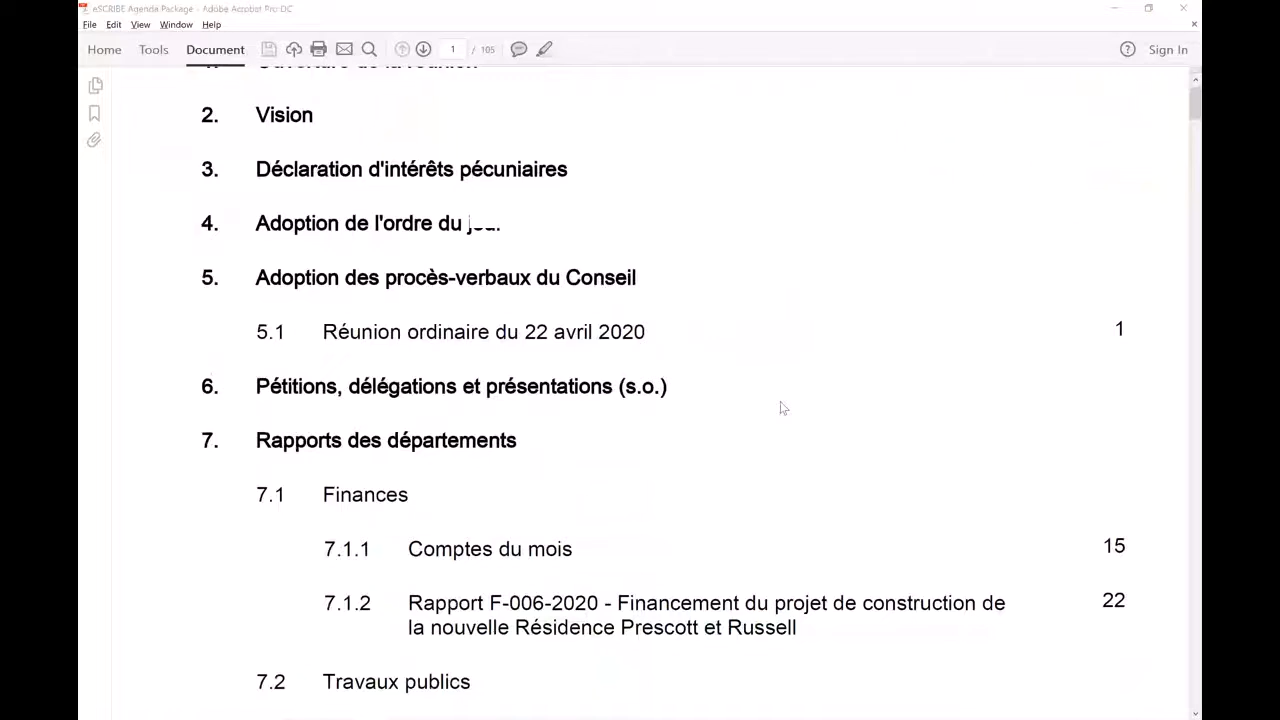 eSCRIBE Agenda Package - Adobe Acrobat Pro DC
File Edit View Window Help
Home Tools Document 1 / 105 Sign In
2. Vision
3. Déclaration d'intérêts pécuniaires
4. Adoption de l'ordre du
5. Adoption des procès-verbaux du Conseil
5.1 Réunion ordinaire du 22 avril 2020 1
6. Pétitions, délégations et présentations (s.o.)
7. Rapports des départements
7.1 Finances
7.1.1 Comptes du mois 15
7.1.2 Rapport F-006-2020 - Financement du projet de construction de 22
la nouvelle Résidence Prescott et Russell
7.2 Travaux publics